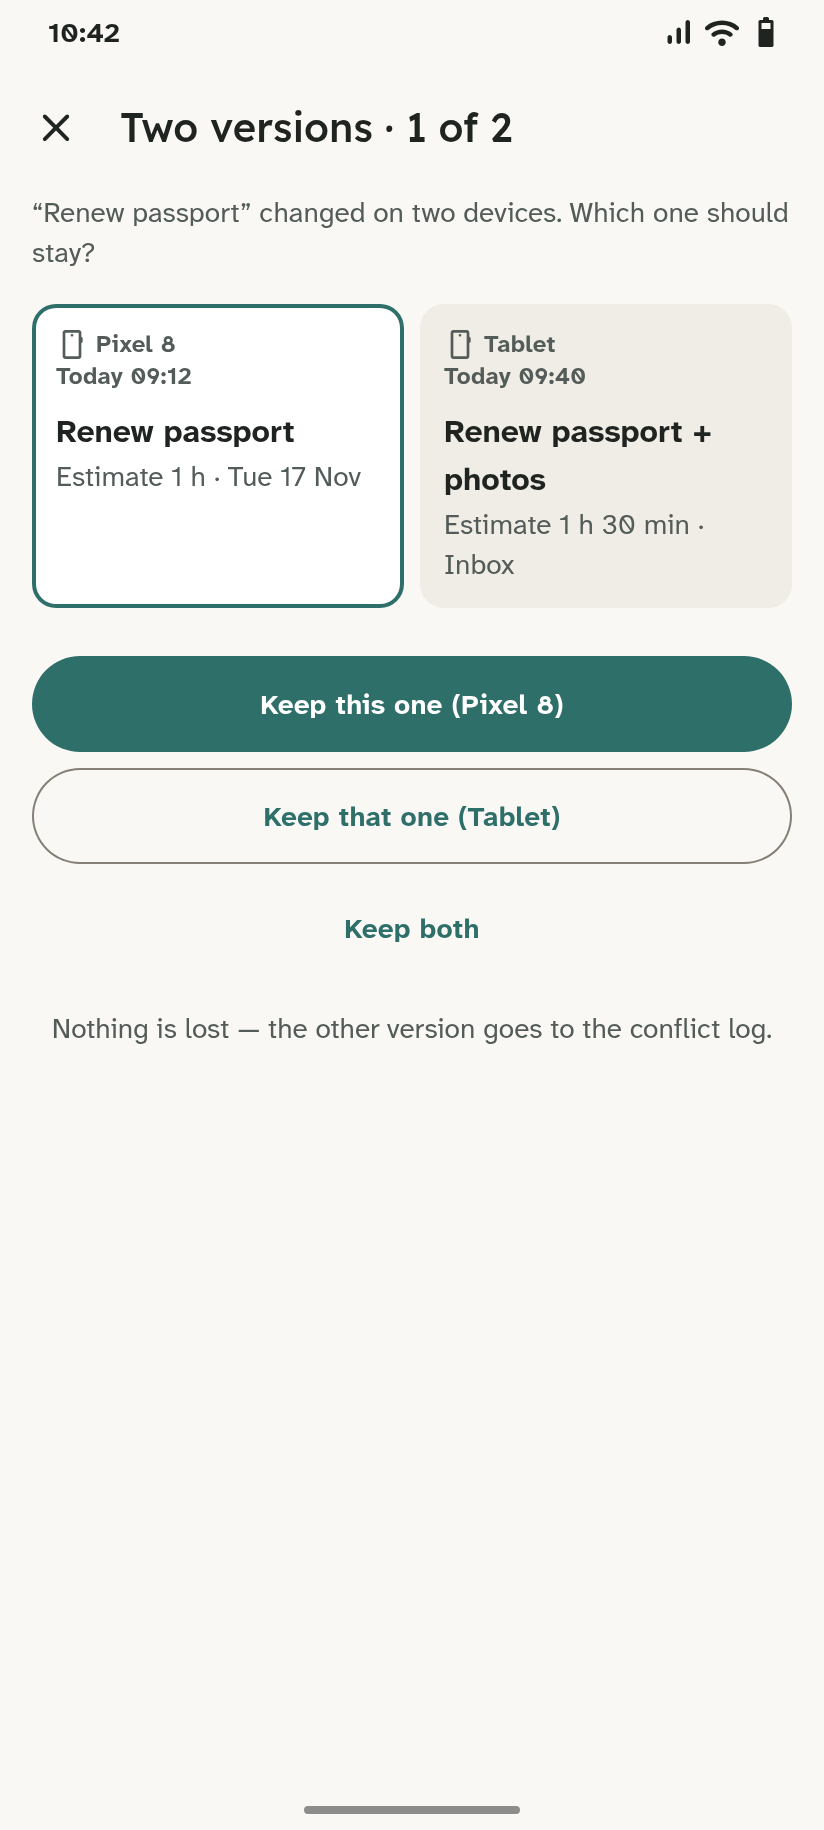 10:42
Two versions · 1 of 2
“Renew passport” changed on two devices. Which one should
stay?
Pixel 8
Today 09:12
Renew passport
Estimate 1 h · Tue 17 Nov
Tablet
Today 09:40
Renew passport +
photos
Estimate 1 h 30 min ·
Inbox
Keep this one (Pixel 8)
Keep that one (Tablet)
Keep both
Nothing is lost — the other version goes to the conflict log.